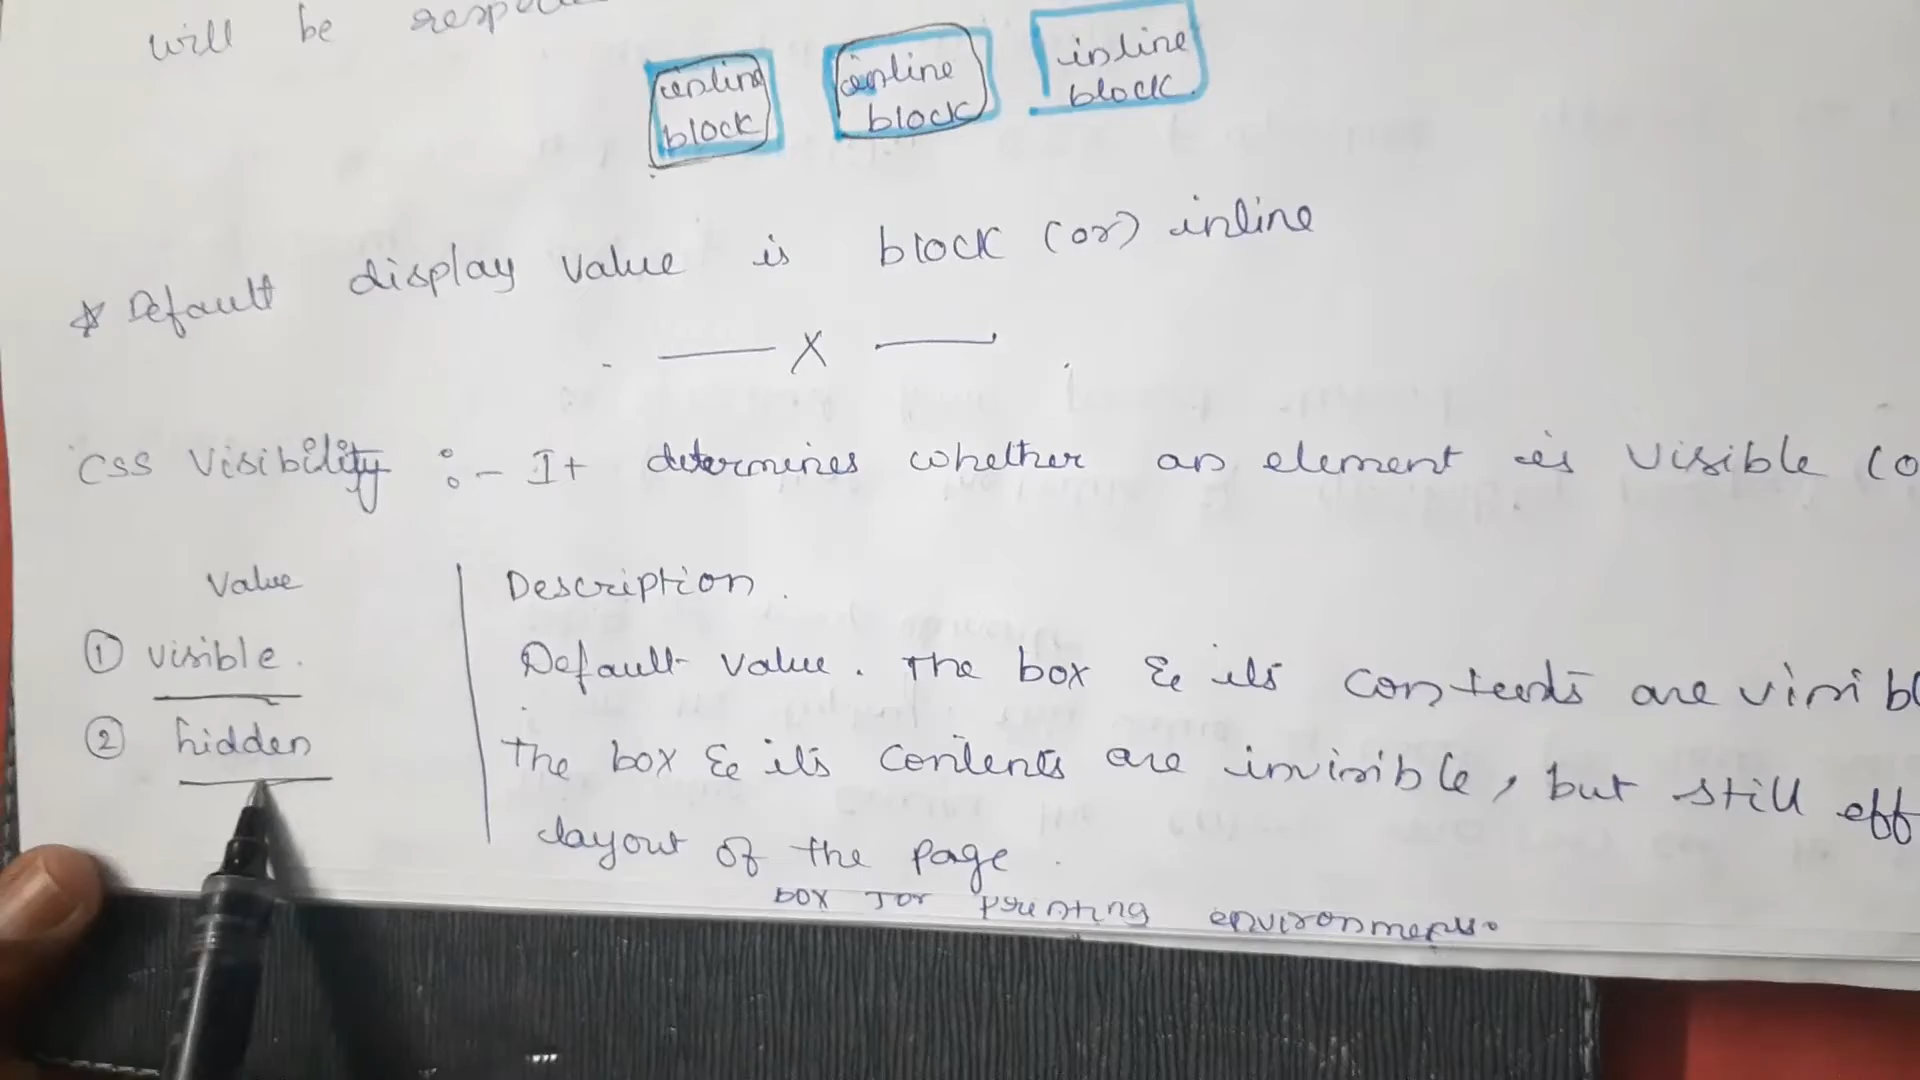 will be
inline block
inline block
inline block
* Default display value is block (or) inline
— X —
CSS Visibility :- It determines whether an element is visible (o
Value Description.
① visible. Default value. The box & its contents are visibl
② hidden The box & its contents are invisible, but still eff
layout of the page.
box for printing environments.